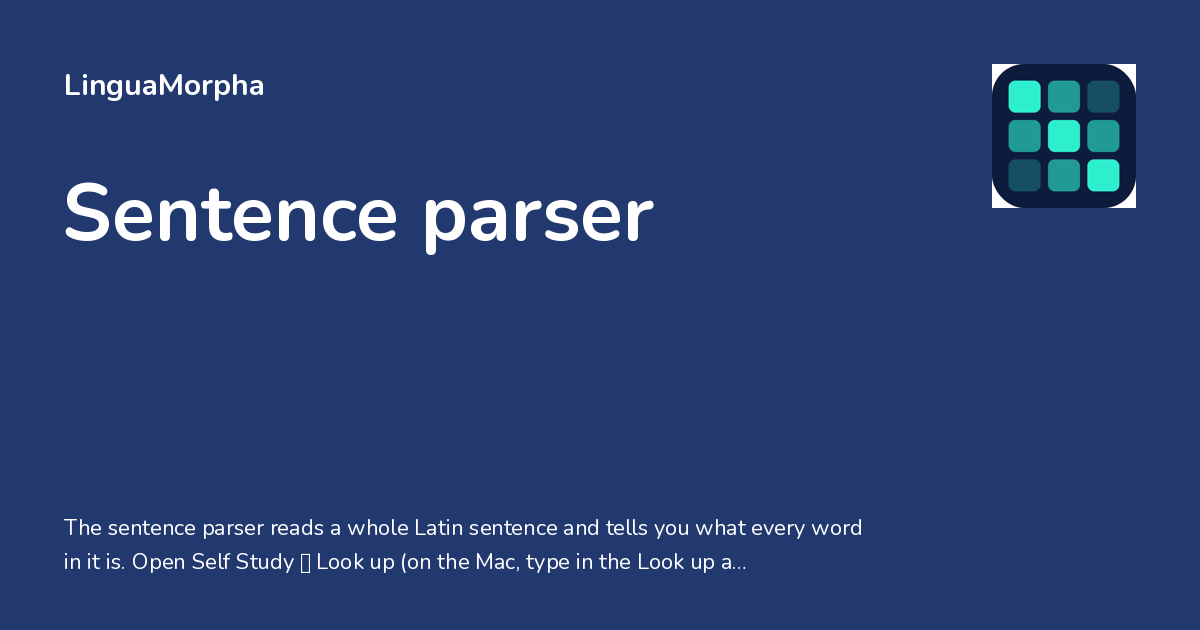 LinguaMorpha
Sentence parser
The sentence parser reads a whole Latin sentence and tells you what every word
in it is. Open Self Study ▯ Look up (on the Mac, type in the Look up a…